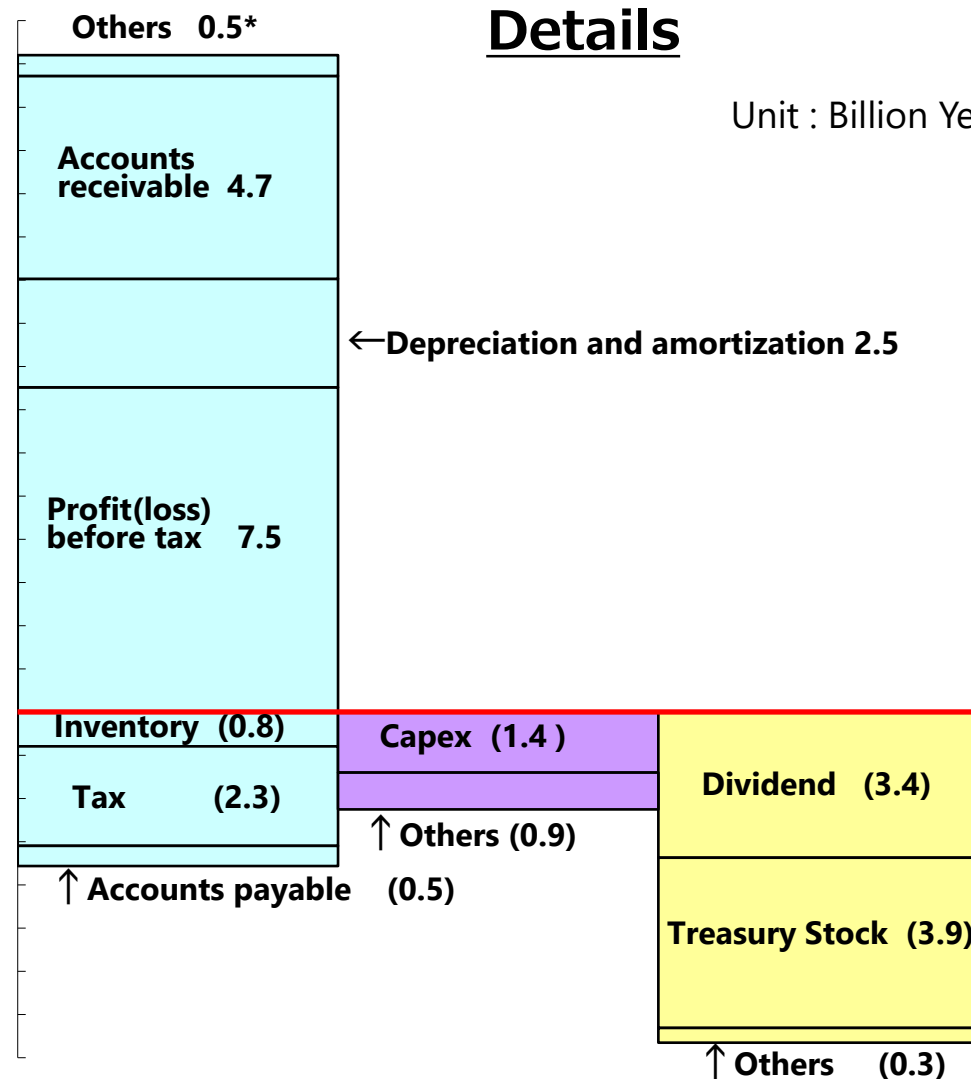 Others 0.5*
Details
Unit : Billion Ye
Accounts
receivable 4.7
←Depreciation and amortization 2.5
Profit(loss)
before tax 7.5
Inventory (0.8)
Capex (1.4 )
Tax (2.3)
Dividend (3.4)
↑ Others (0.9)
↑ Accounts payable (0.5)
Treasury Stock (3.9)
↑ Others (0.3)